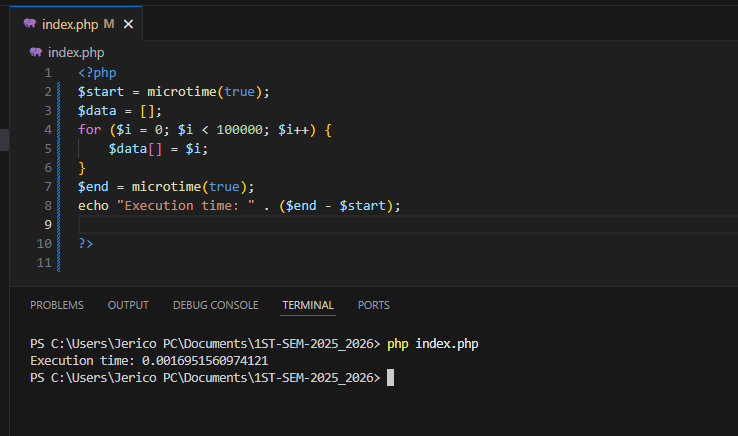 index.php M ×
index.php
1 <?php
2 $start = microtime(true);
3 $data = [];
4 for ($i = 0; $i < 100000; $i++) {
5     $data[] = $i;
6 }
7 $end = microtime(true);
8 echo "Execution time: " . ($end - $start);
9
10 ?>
11
PROBLEMS OUTPUT DEBUG CONSOLE TERMINAL PORTS
PS C:\Users\Jerico PC\Documents\1ST-SEM-2025_2026> php index.php
Execution time: 0.0016951560974121
PS C:\Users\Jerico PC\Documents\1ST-SEM-2025_2026>